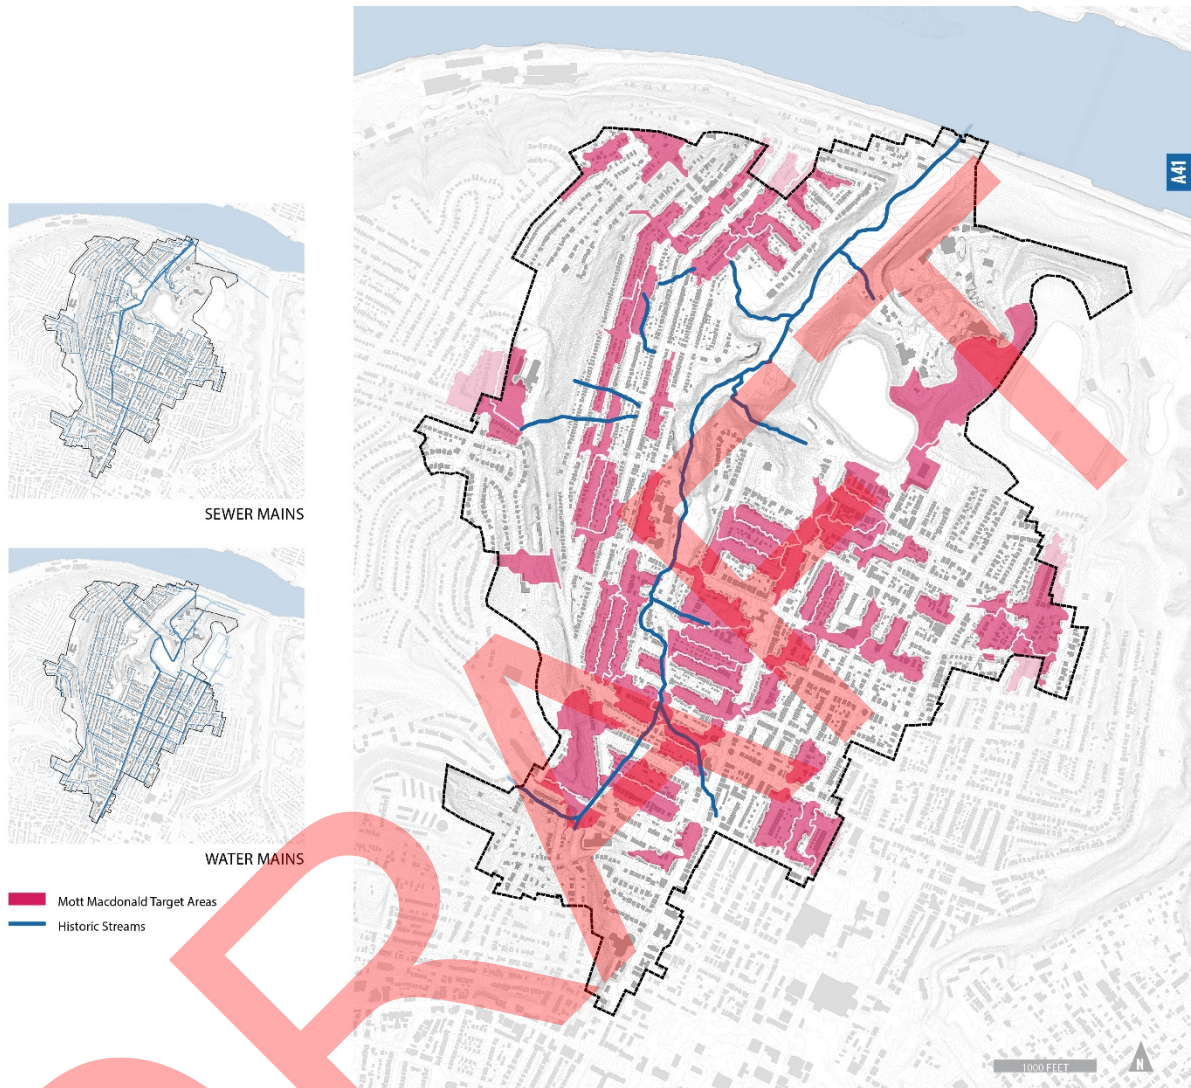 A41
SEWER MAINS
WATER MAINS
Mott Macdonald Target Areas
Historic Streams
1000 FEET
N
DRAFT